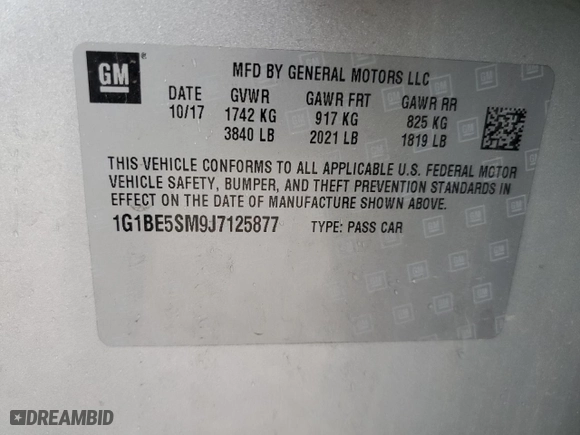 GM ®
MFD BY GENERAL MOTORS LLC
DATE GVWR GAWR FRT GAWR RR
10/17 1742 KG 917 KG 825 KG
3840 LB 2021 LB 1819 LB
THIS VEHICLE CONFORMS TO ALL APPLICABLE U.S. FEDERAL MOTOR
VEHICLE SAFETY, BUMPER, AND THEFT PREVENTION STANDARDS IN
EFFECT ON THE DATE OF MANUFACTURE SHOWN ABOVE.
1G1BE5SM9J7125877 TYPE: PASS CAR
DREAMBID